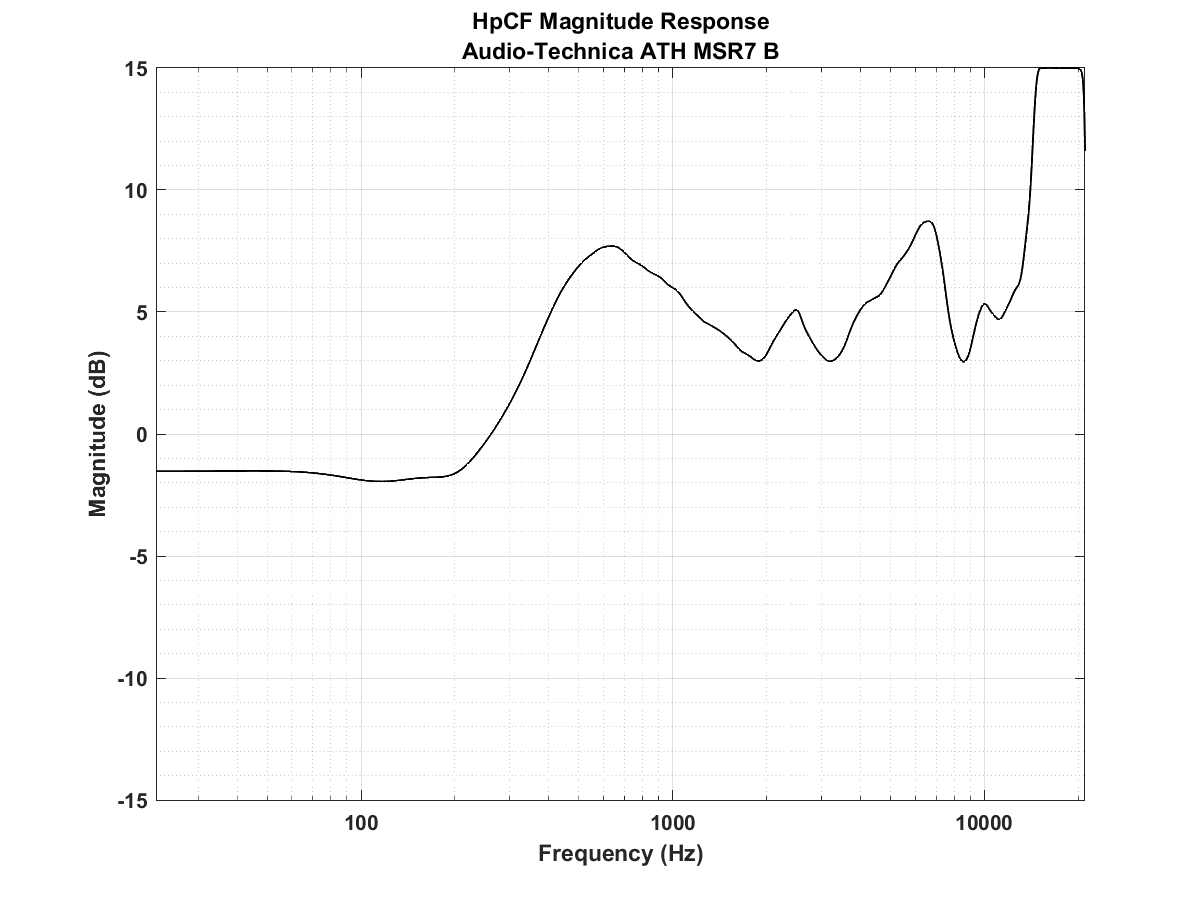 HpCF Magnitude Response
Audio-Technica ATH MSR7 B
15
10
5
0
-5
-10
-15
Magnitude (dB)
100 1000 10000
Frequency (Hz)